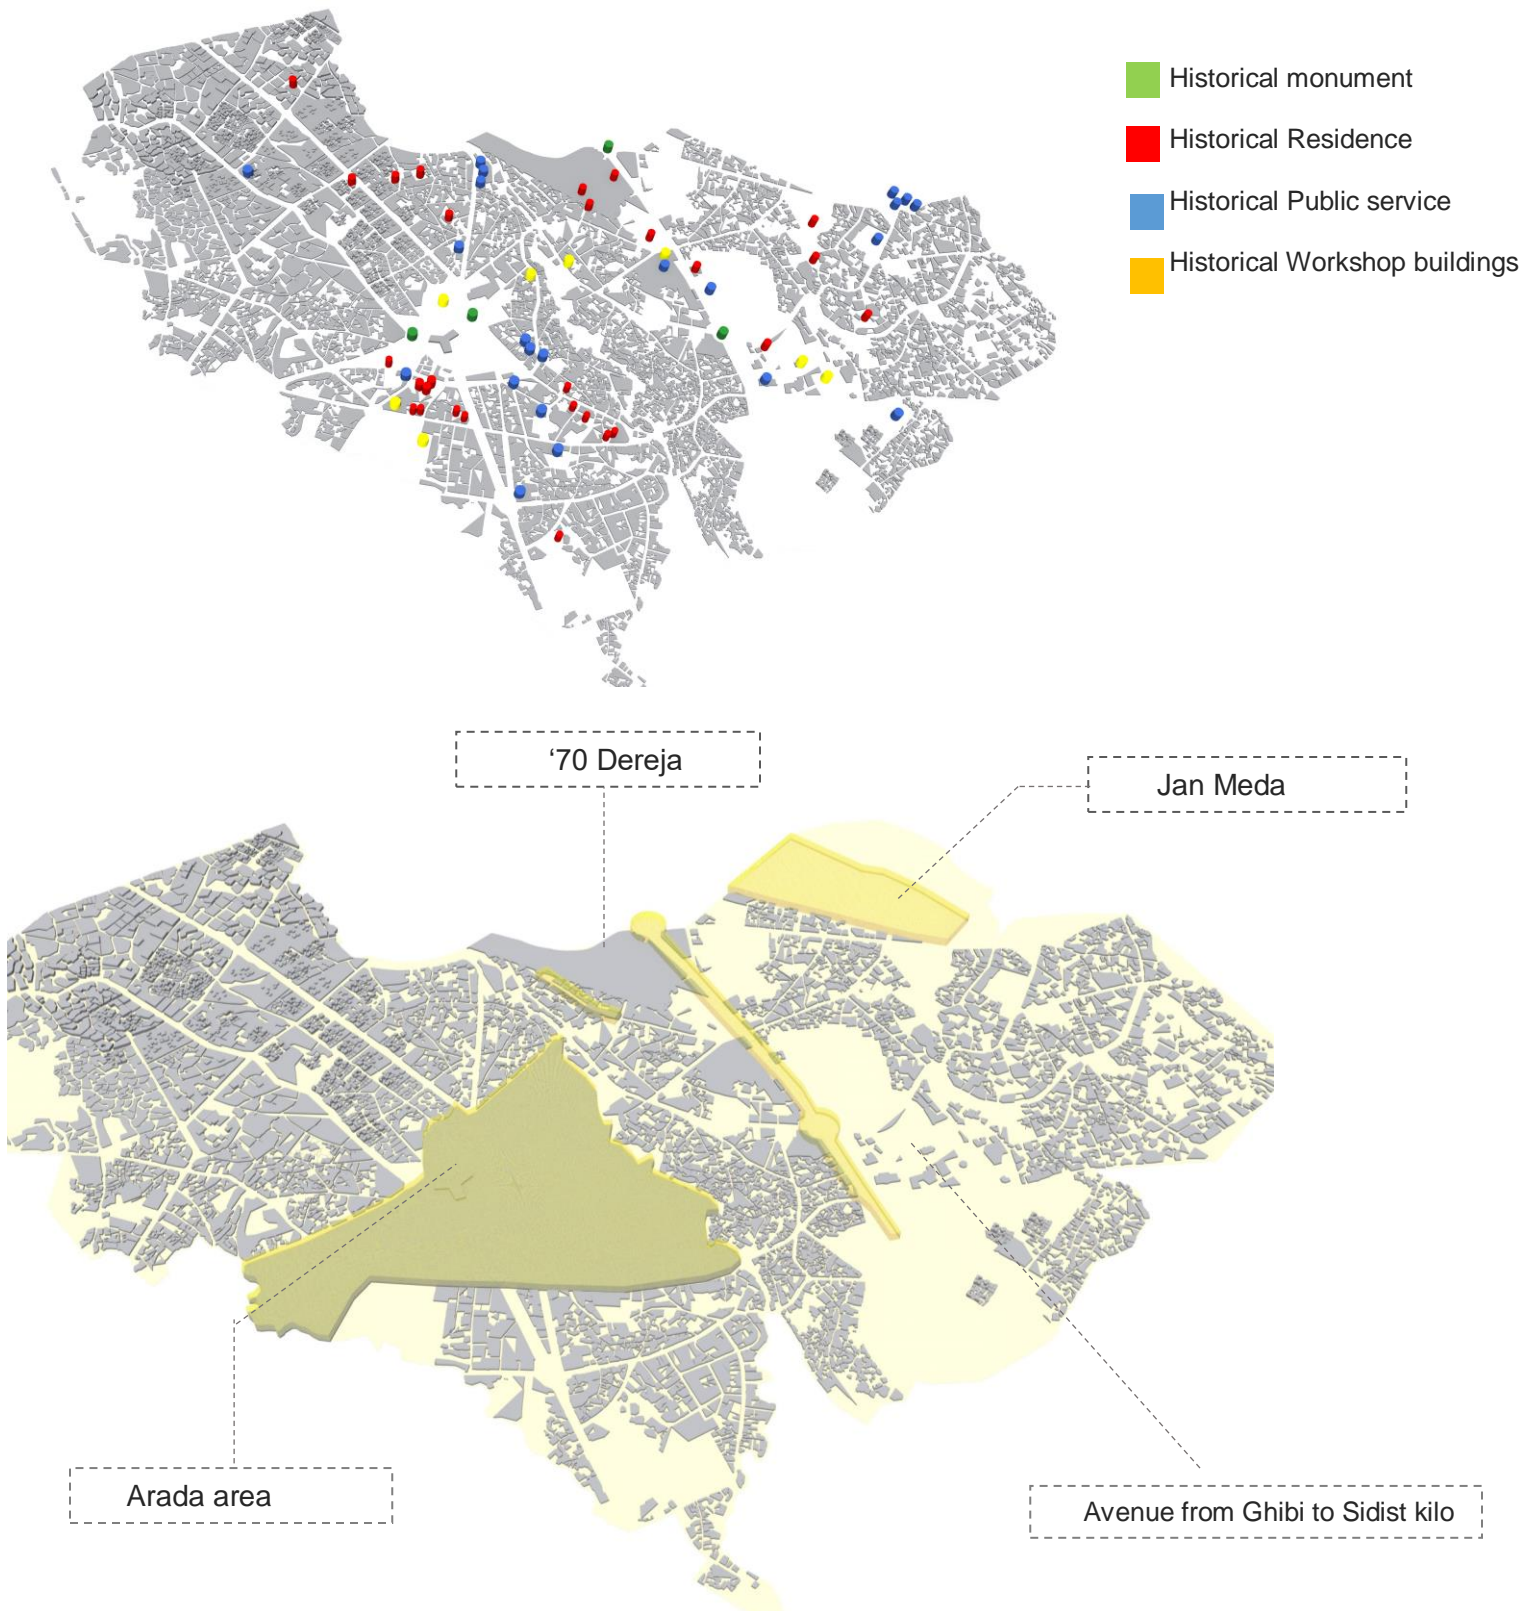 Historical monument
Historical Residence
Historical Public service
Historical Workshop buildings
‘70 Dereja
Jan Meda
Arada area
Avenue from Ghibi to Sidist kilo